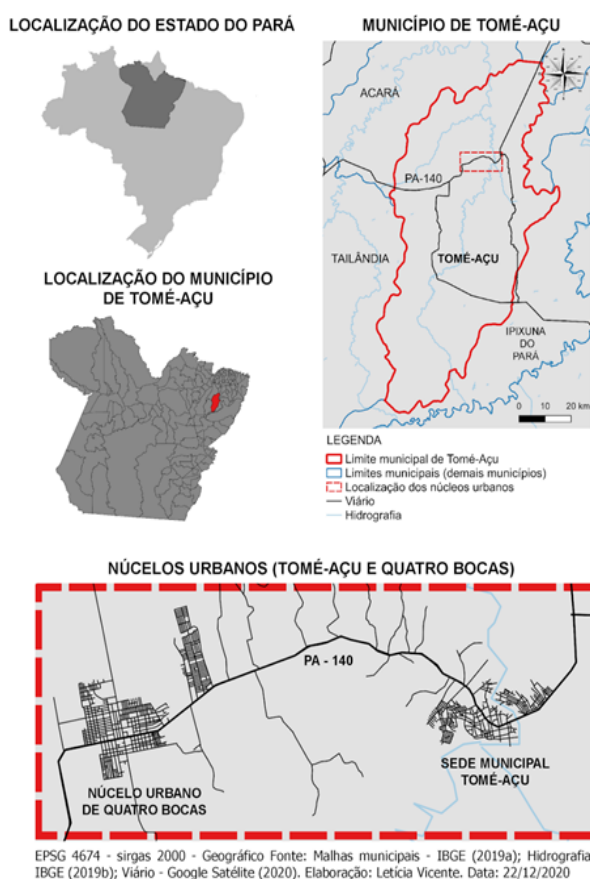 LOCALIZAÇÃO DO ESTADO DO PARÁ
LOCALIZAÇÃO DO MUNICÍPIO
DE TOMÉ-AÇU
MUNICÍPIO DE TOMÉ-AÇU
ACARÁ
PA-140
TAILÂNDIA
TOMÉ-AÇU
IPIXUNA
DO
PARÁ
0 10 20 km
LEGENDA
Limite municipal de Tomé-Açu
Limites municipais (demais municípios)
Localização dos núcleos urbanos
Viário
Hidrografia
NÚCELOS URBANOS (TOMÉ-AÇU E QUATRO BOCAS)
PA - 140
NÚCELO URBANO
DE QUATRO BOCAS
SEDE MUNICIPAL
TOMÉ-AÇU
EPSG 4674 - sirgas 2000 - Geográfico Fonte: Malhas municipais - IBGE (2019a); Hidrografia
IBGE (2019b); Viário - Google Satélite (2020). Elaboração: Letícia Vicente. Data: 22/12/2020